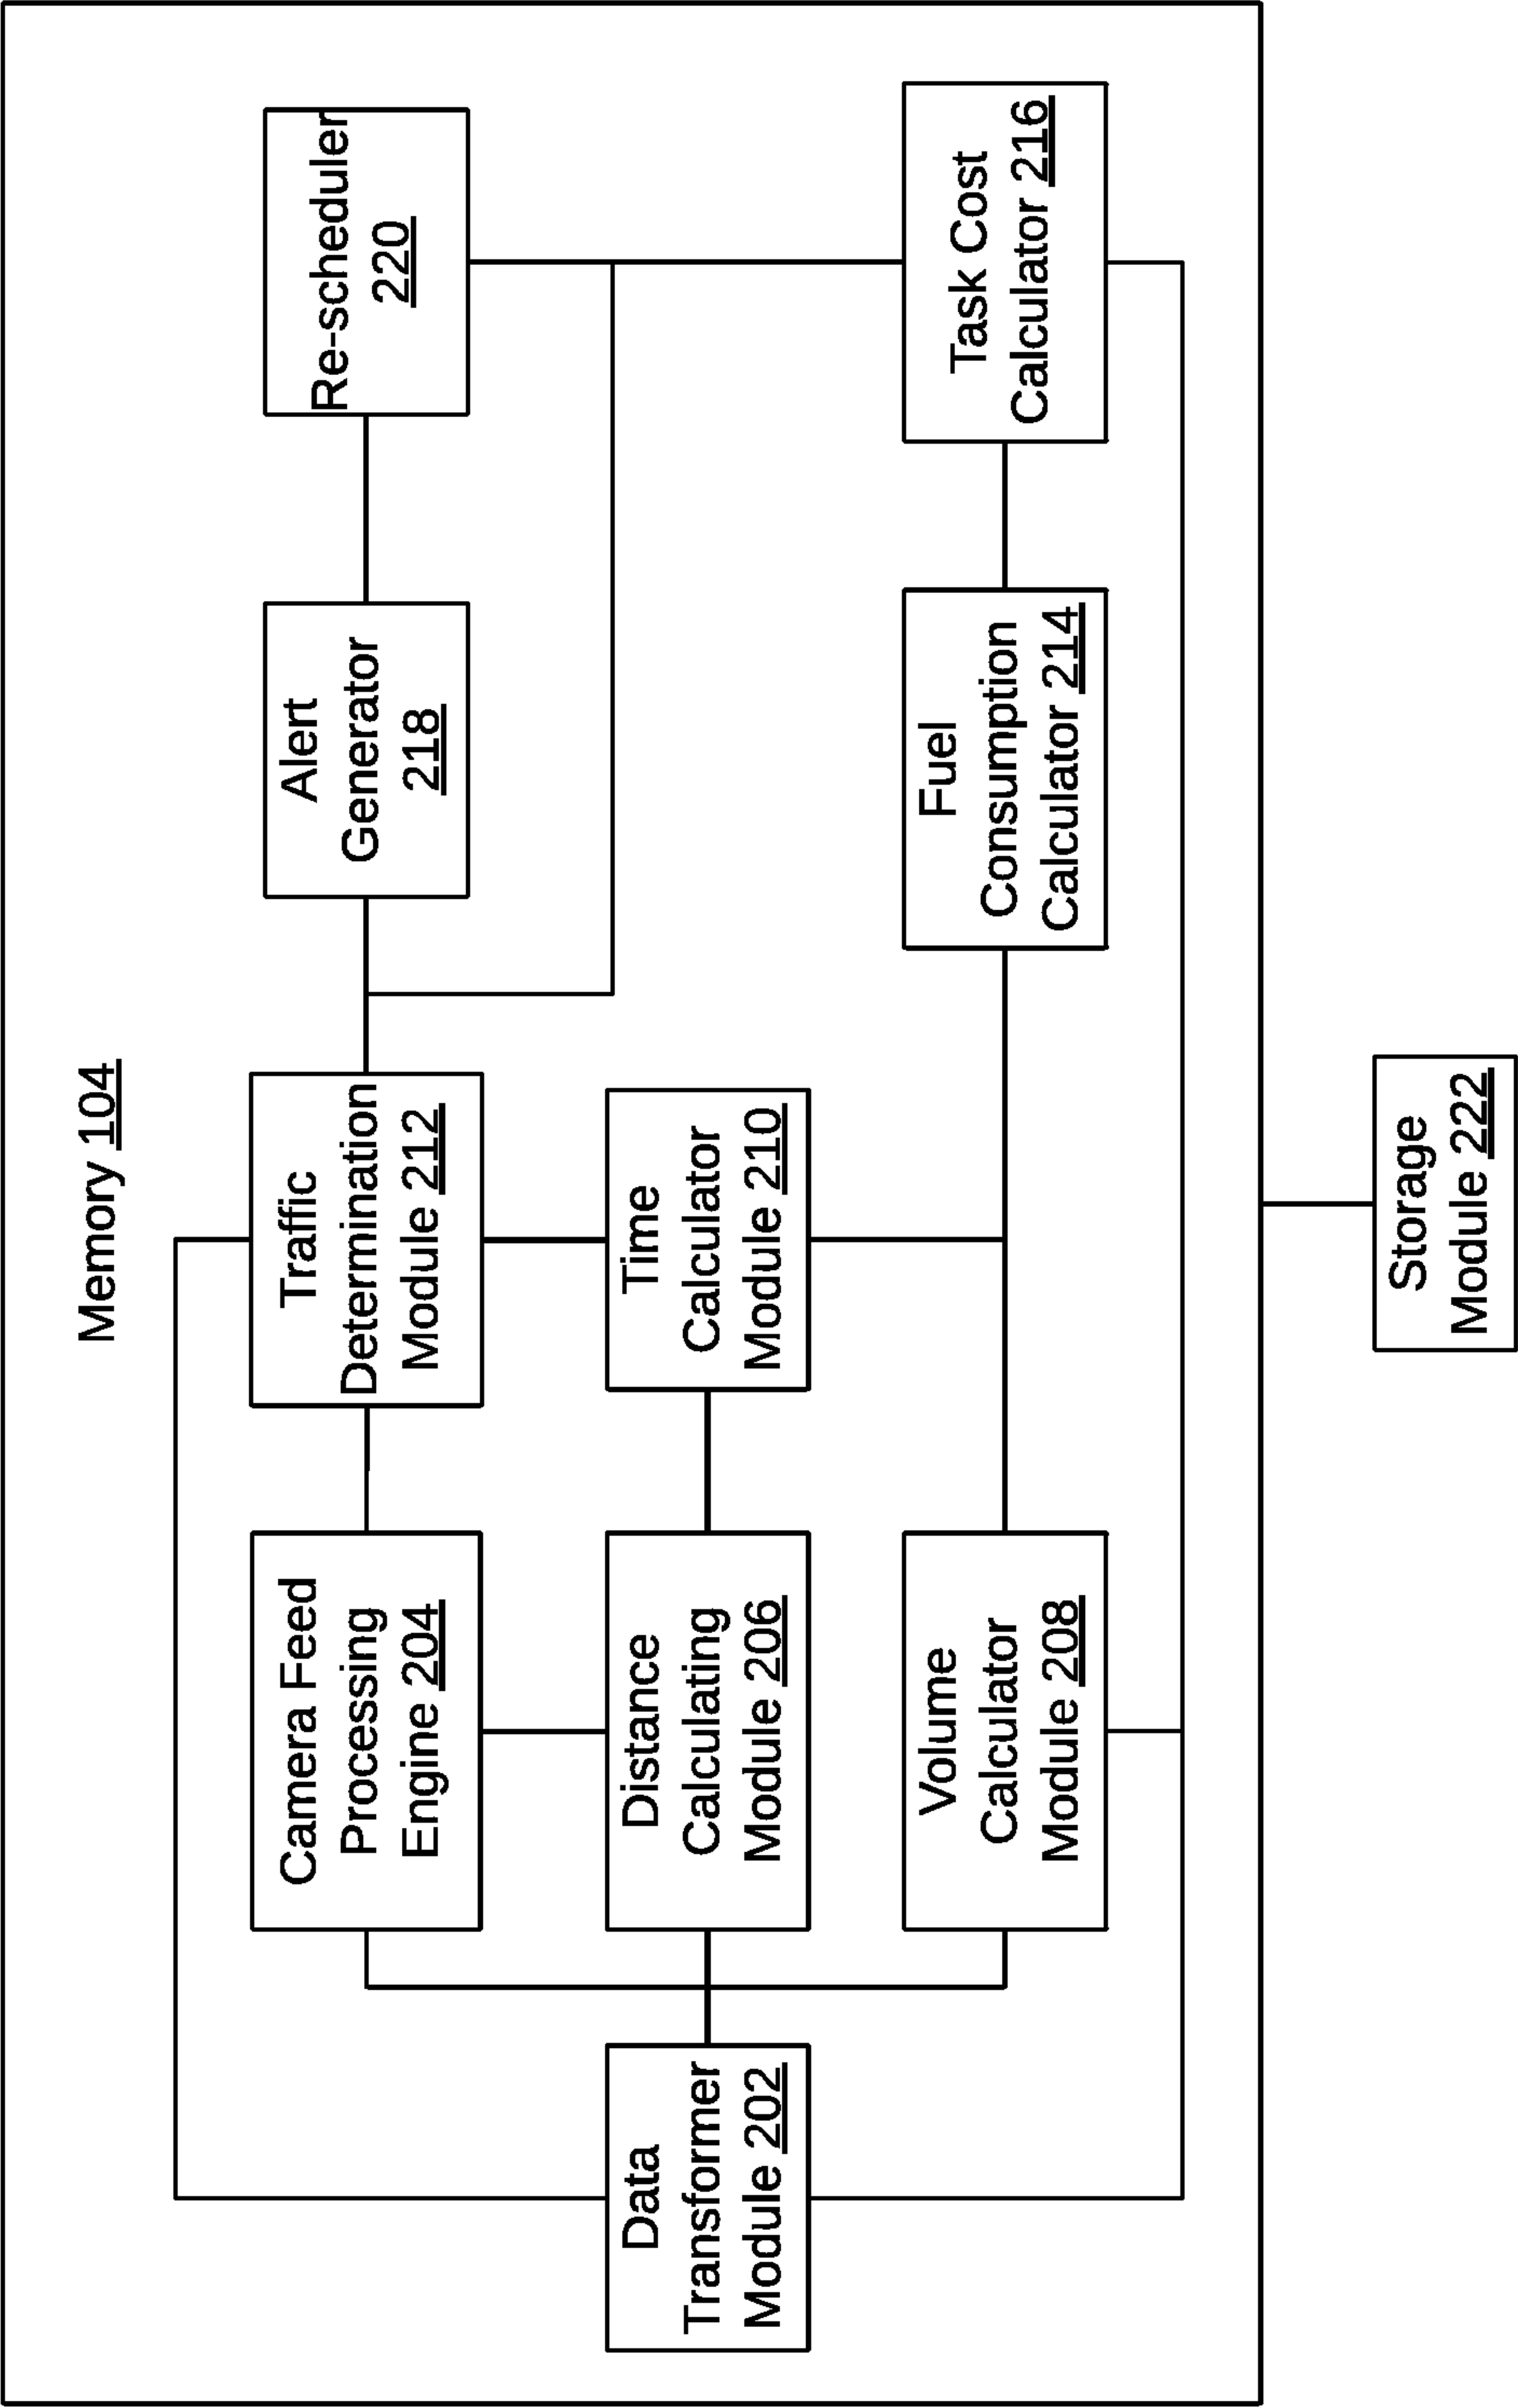 Memory 104
Data
Transformer
Module 202
Camera Feed
Processing
Engine 204
Distance
Calculating
Module 206
Volume
Calculator
Module 208
Traffic
Determination
Module 212
Time
Calculator
Module 210
Alert
Generator
218
Fuel
Consumption
Calculator 214
Re-scheduler
220
Task Cost
Calculator 216
Storage
Module 222